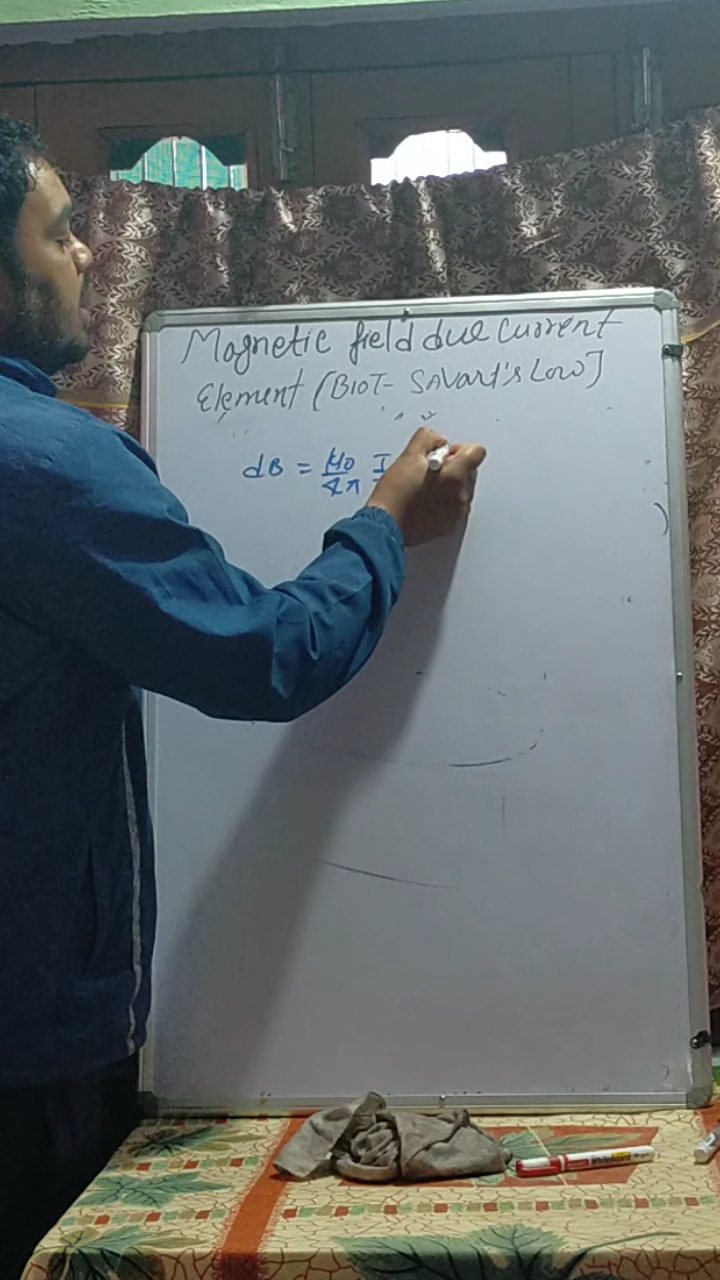 Magnetic field due Current
Element (BIOT- SAVart's Low]
dB = μ0/4π I